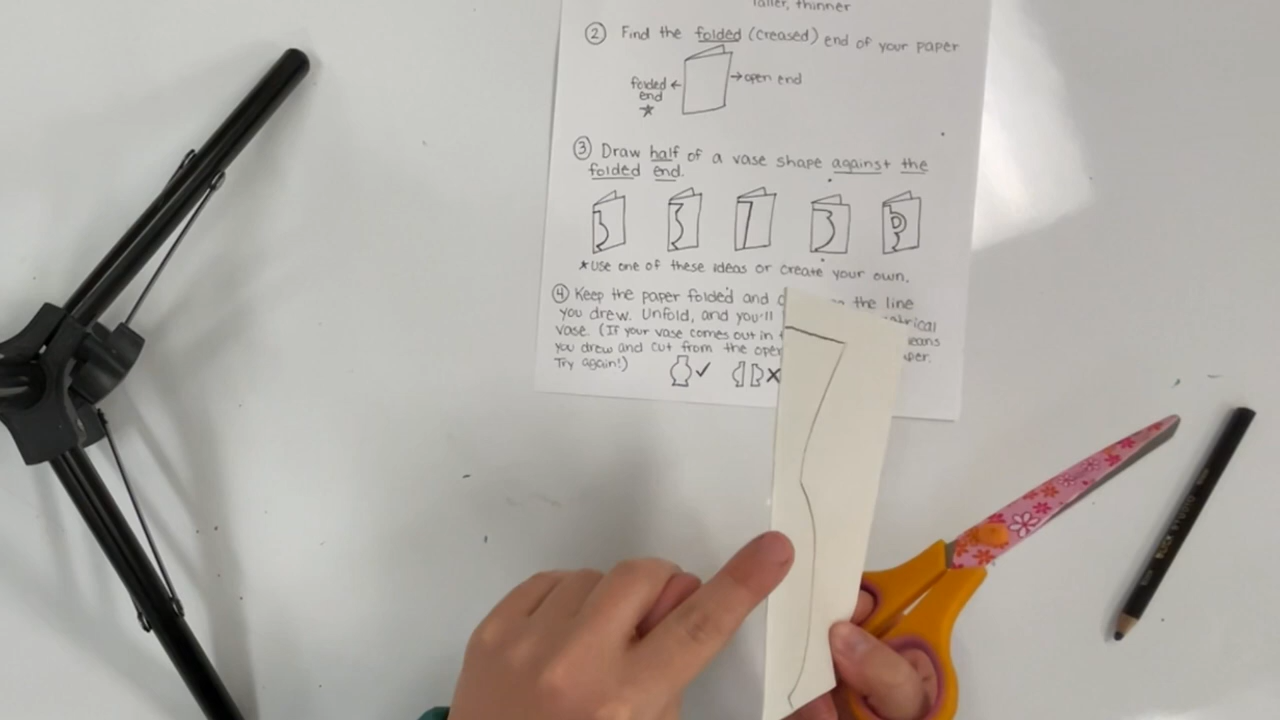 taller, thinner
② Find the folded (creased) end of your paper
folded ← → open end
end
③ Draw half of a vase shape against the
folded end.
*Use one of these ideas or create your own.
④ Keep the paper folded and the line
you drew. Unfold, and you'll
vase. (If your vase comes out in
you drew and cut from the open
Try again!)